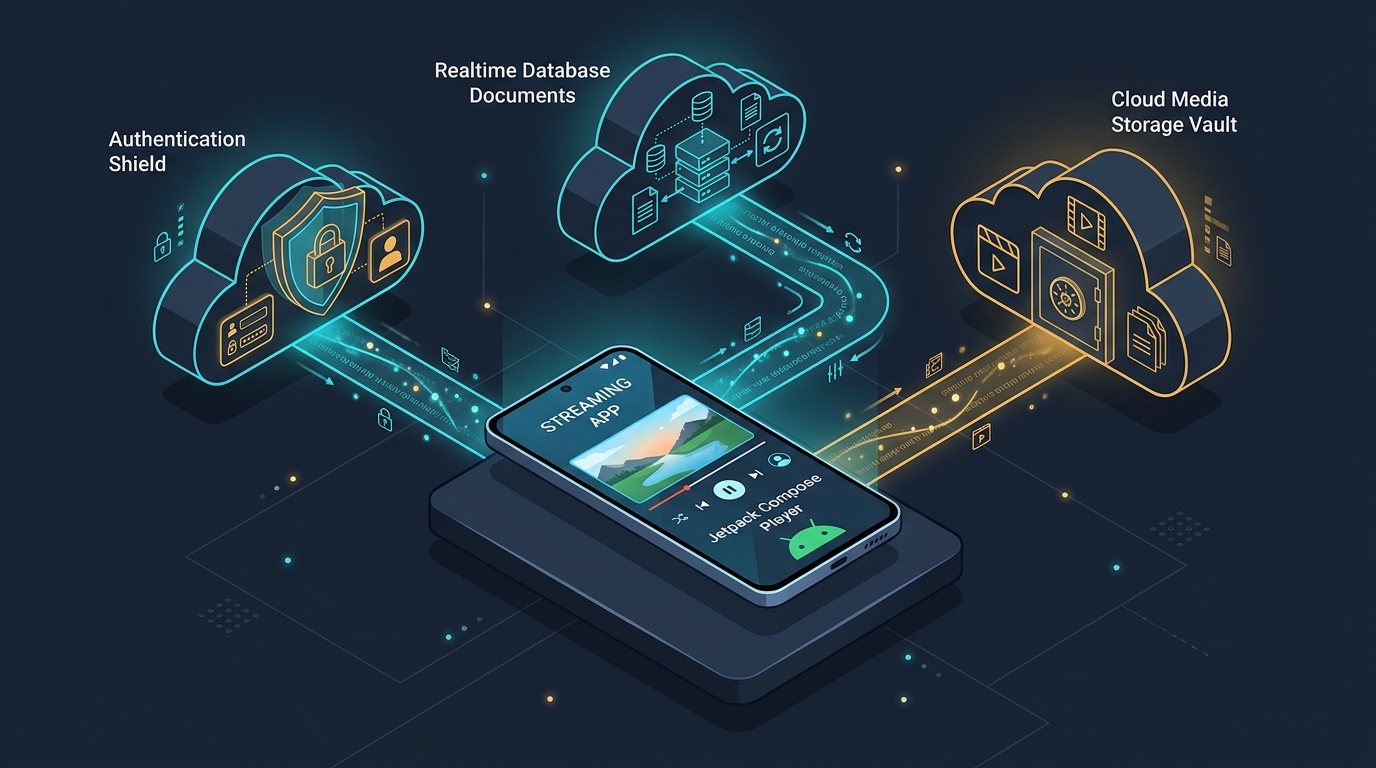 Realtime Database
Documents
Cloud Media
Storage Vault
Authentication
Shield
STREAMING
APP
Jetpack Compose
Player